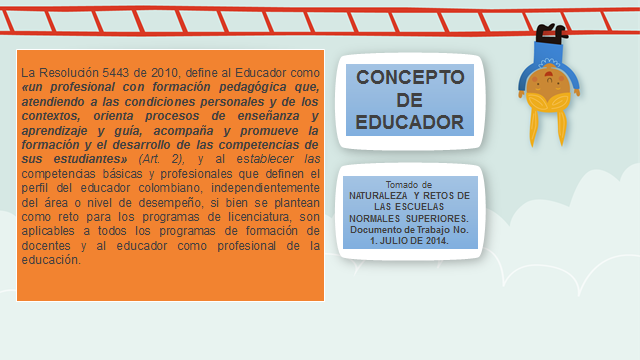 La Resolución 5443 de 2010, define al Educador como
«un profesional con formación pedagógica que,
atendiendo a las condiciones personales y de los
contextos, orienta procesos de enseñanza y
aprendizaje y guía, acompaña y promueve la
formación y el desarrollo de las competencias de
sus estudiantes» (Art. 2), y al establecer las
competencias básicas y profesionales que definen el
perfil del educador colombiano, independientemente
del área o nivel de desempeño, si bien se plantean
como reto para los programas de licenciatura, son
aplicables a todos los programas de formación de
docentes y al educador como profesional de la
educación.
CONCEPTO
DE
EDUCADOR
Tomado de
NATURALEZA Y RETOS DE
LAS ESCUELAS
NORMALES SUPERIORES.
Documento de Trabajo No.
1. JULIO DE 2014.